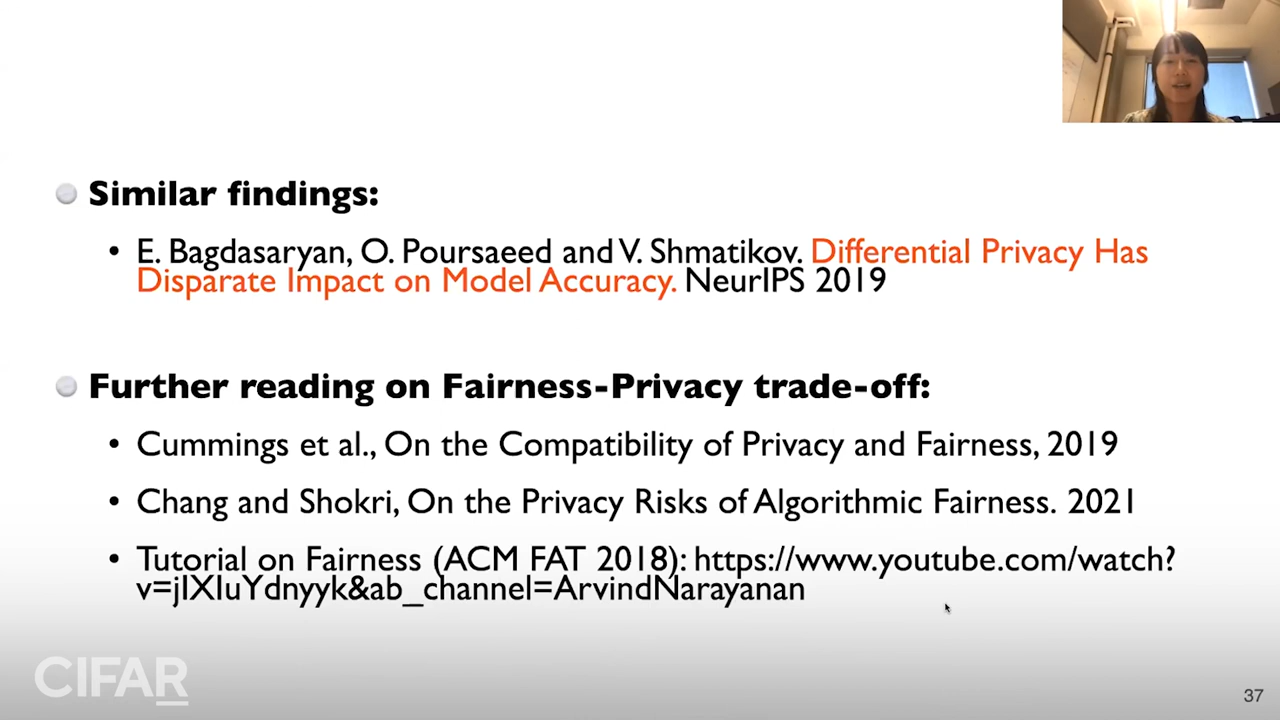 Similar findings:
• E. Bagdasaryan, O. Poursaeed and V. Shmatikov. Differential Privacy Has
Disparate Impact on Model Accuracy. NeurIPS 2019
Further reading on Fairness-Privacy trade-off:
• Cummings et al., On the Compatibility of Privacy and Fairness, 2019
• Chang and Shokri, On the Privacy Risks of Algorithmic Fairness. 2021
• Tutorial on Fairness (ACM FAT 2018): https://www.youtube.com/watch?
v=jIXIuYdnyyk&ab_channel=ArvindNarayanan
CIFAR
37